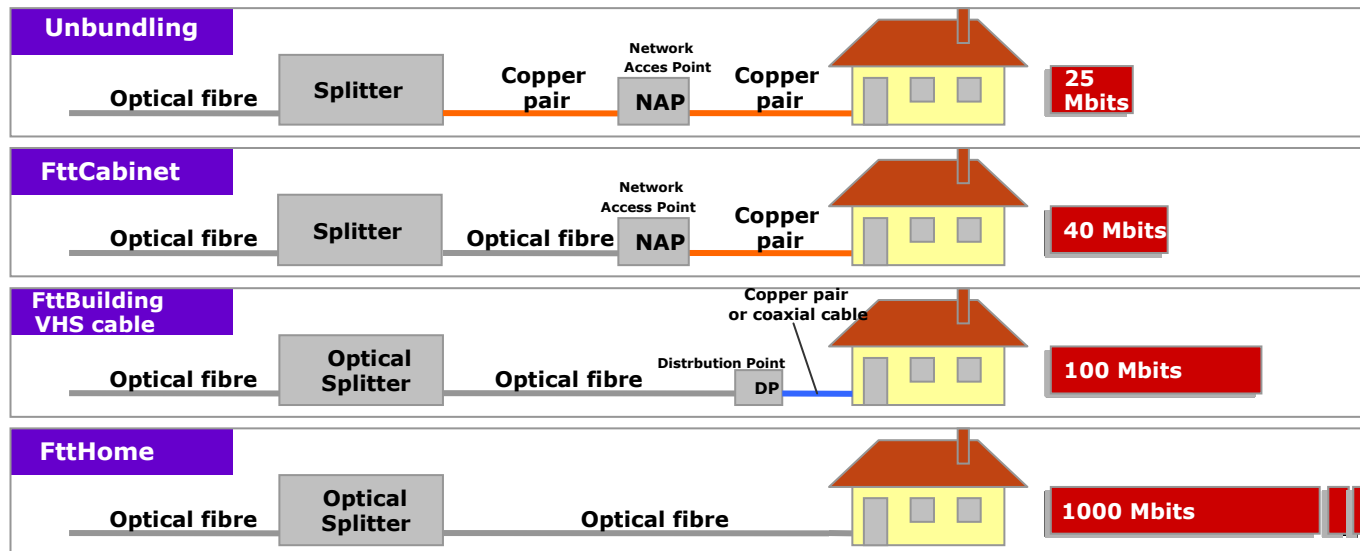 Unbundling
Optical fibre
Splitter
Copper
pair
Network
Acces Point
NAP
Copper
pair
25
Mbits
FttCabinet
Optical fibre
Splitter
Optical fibre
Network
Access Point
NAP
Copper
pair
40 Mbits
FttBuilding
VHS cable
Optical fibre
Optical
Splitter
Optical fibre
Distrbution Point
DP
Copper pair
or coaxial cable
100 Mbits
FttHome
Optical fibre
Optical
Splitter
Optical fibre
1000 Mbits